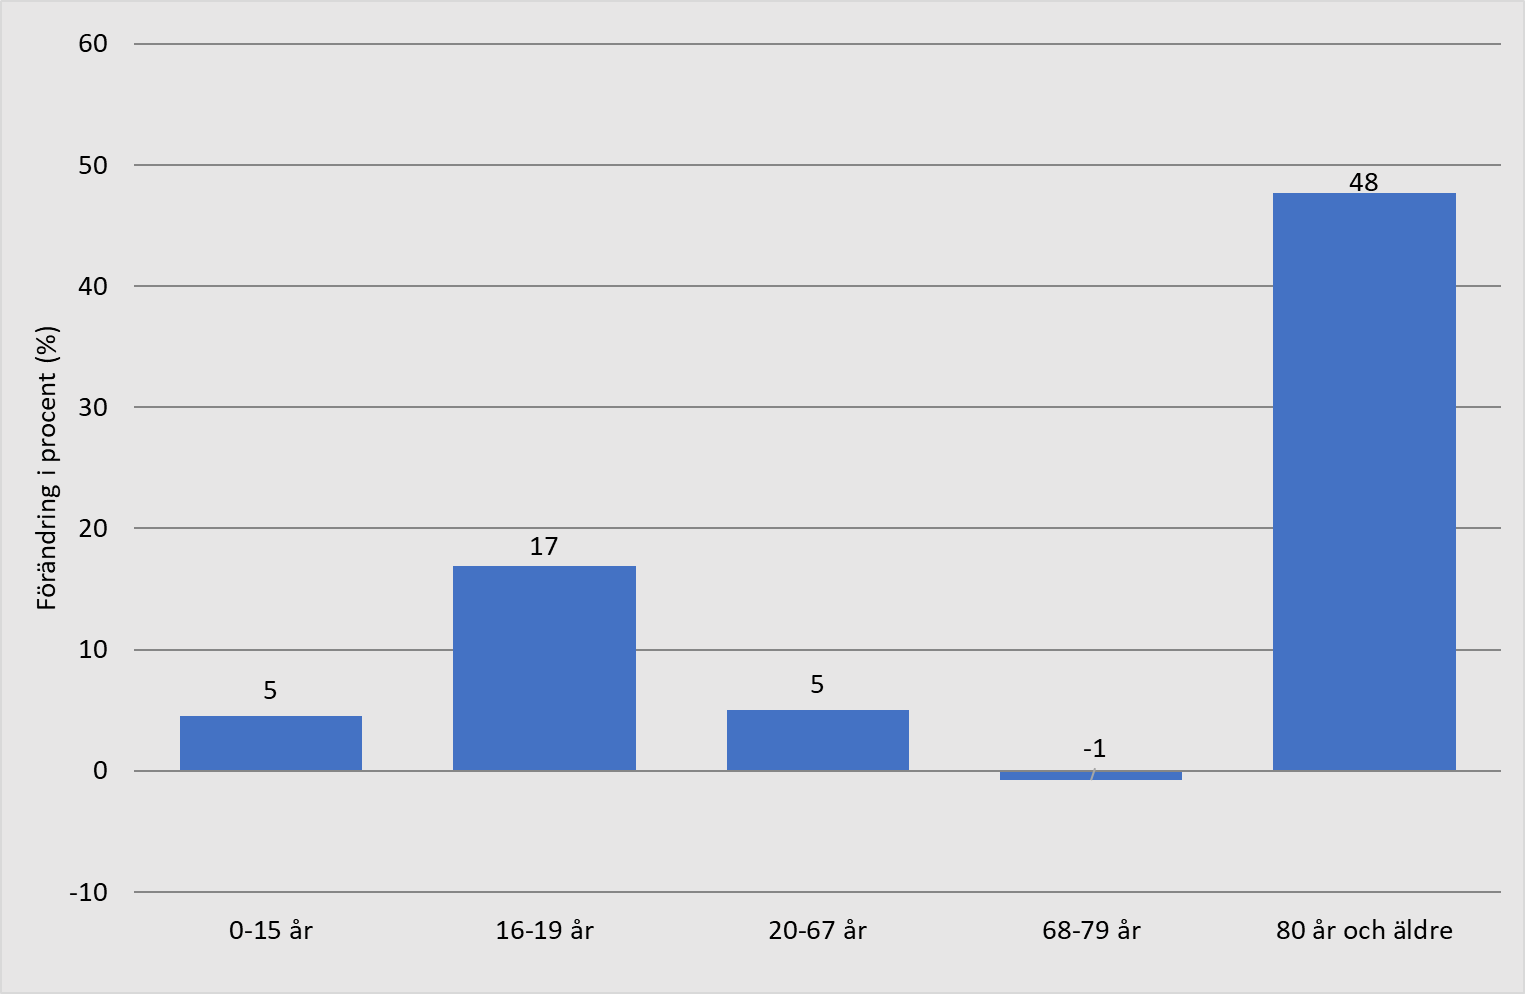 Förändring i procent (%)
60
50
40
30
20
10
0
-10
5
17
5
-1
48
0-15 år
16-19 år
20-67 år
68-79 år
80 år och äldre